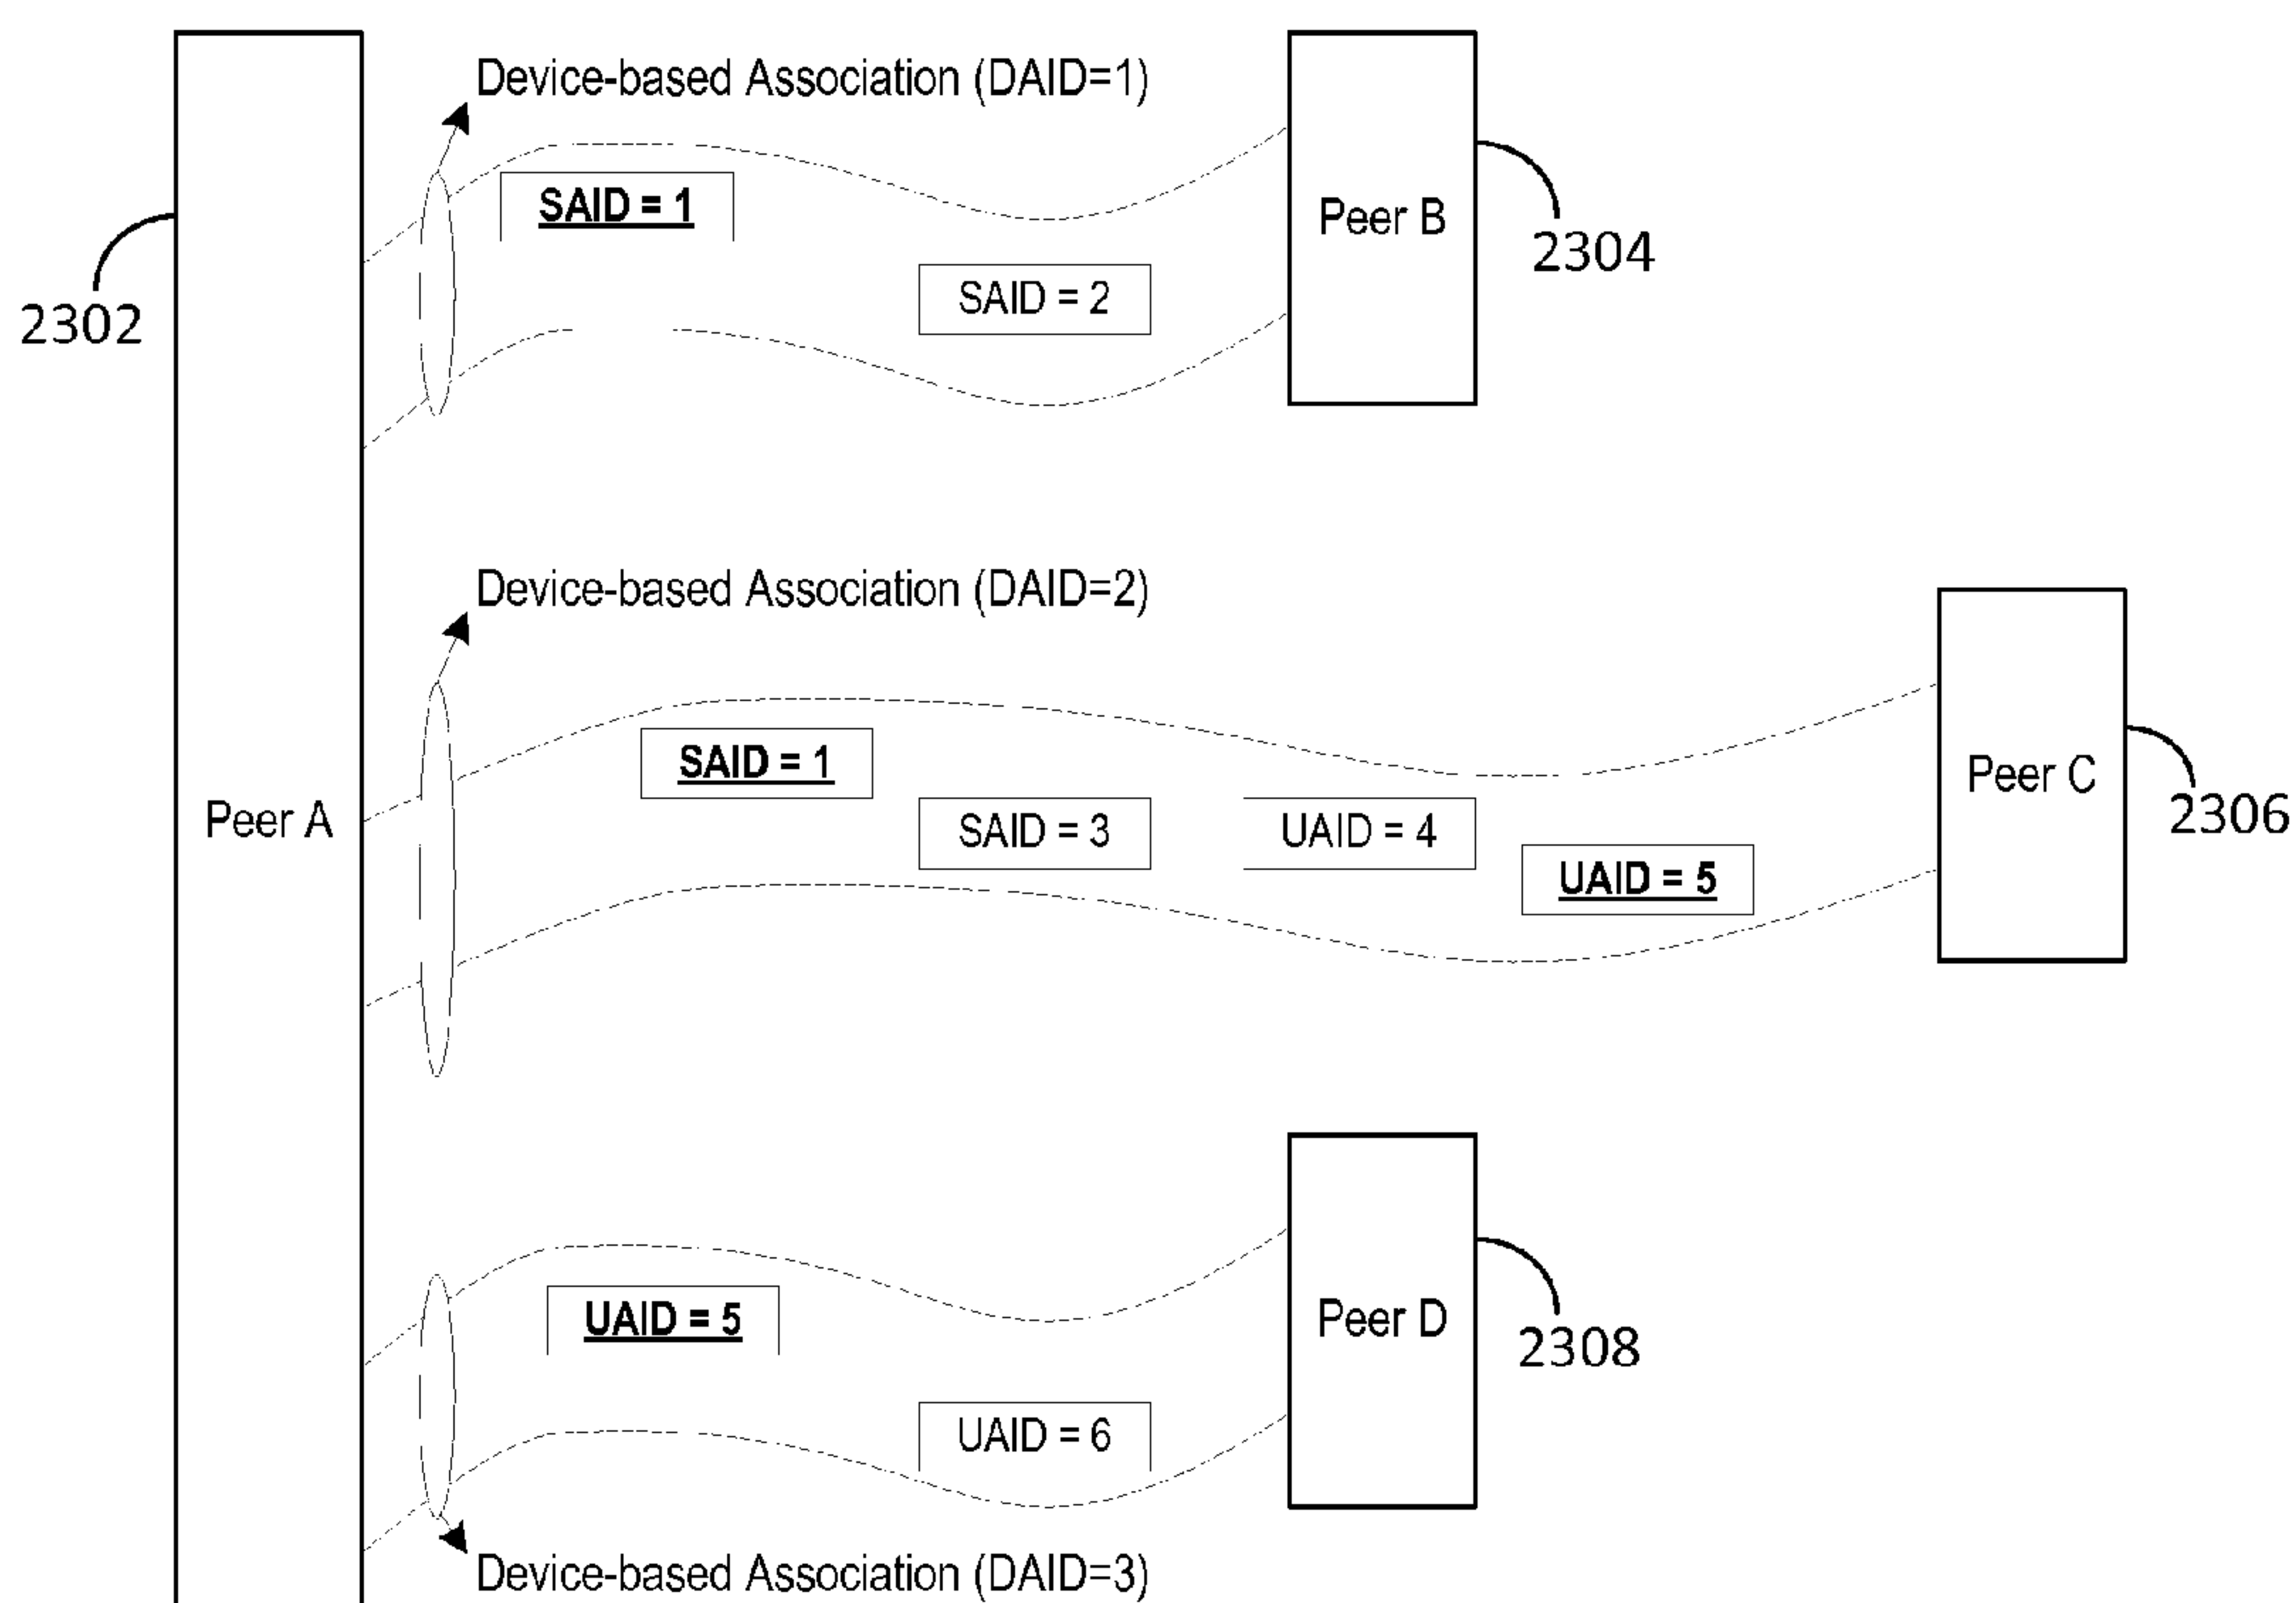 Device-based Association (DAID=1)
SAID = 1
Peer B
2304
SAID = 2
2302
Device-based Association (DAID=2)
SAID = 1
Peer C
2306
Peer A
SAID = 3
UAID = 4
UAID = 5
UAID = 5
Peer D
2308
UAID = 6
Device-based Association (DAID=3)